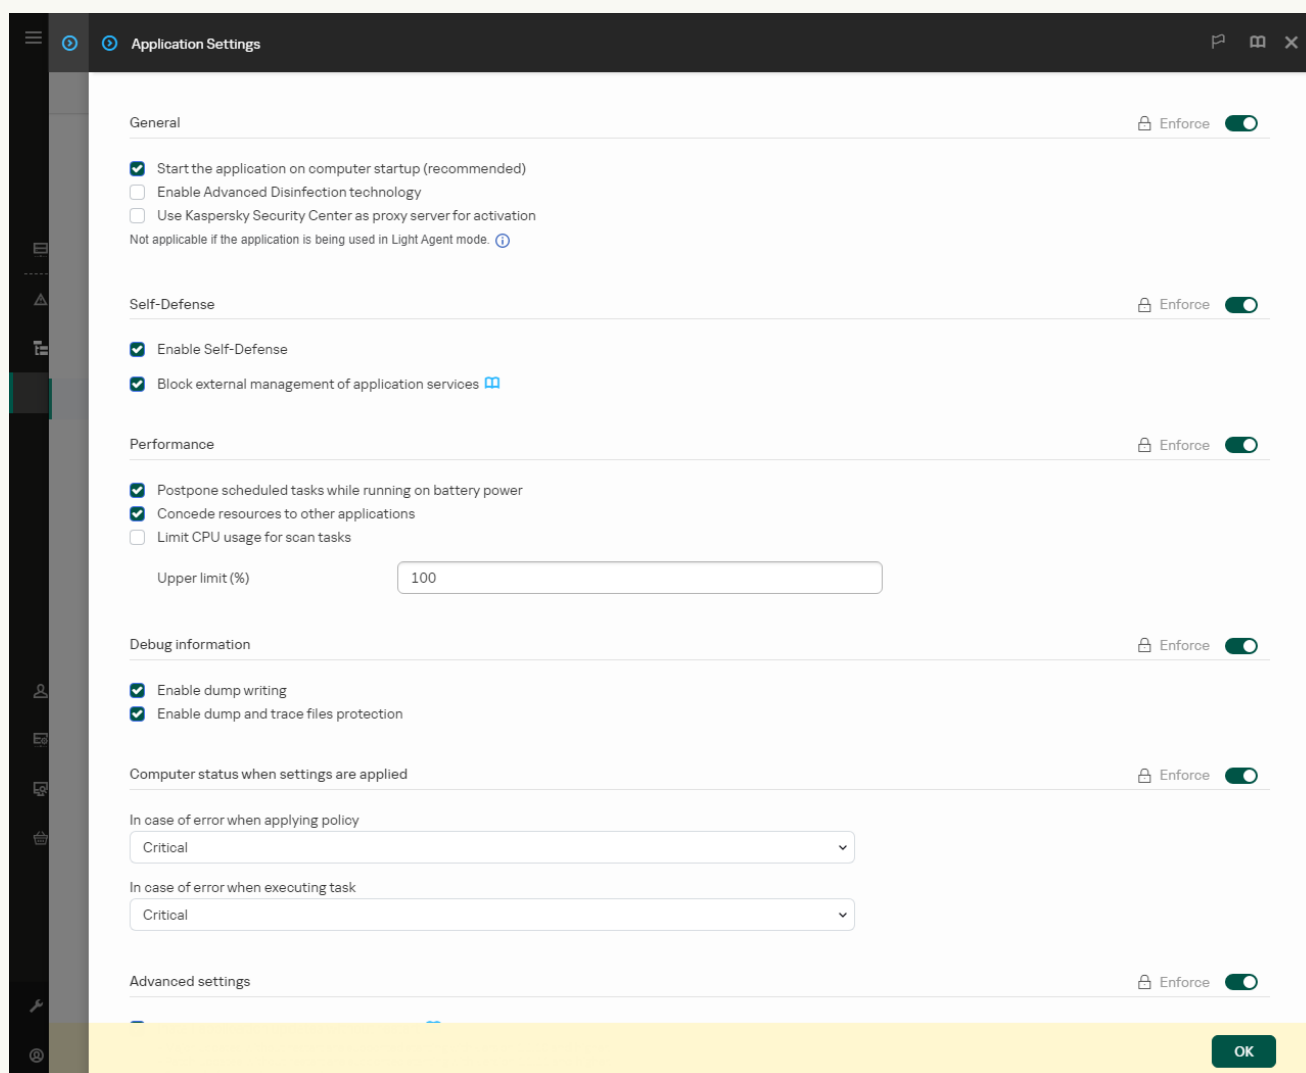 Application Settings
General
Enforce
Start the application on computer startup (recommended)
Enable Advanced Disinfection technology
Use Kaspersky Security Center as proxy server for activation
Not applicable if the application is being used in Light Agent mode.
Self-Defense
Enforce
Enable Self-Defense
Block external management of application services
Performance
Enforce
Postpone scheduled tasks while running on battery power
Concede resources to other applications
Limit CPU usage for scan tasks
Upper limit (%)
100
Debug information
Enforce
Enable dump writing
Enable dump and trace files protection
Computer status when settings are applied
Enforce
In case of error when applying policy
Critical
In case of error when executing task
Critical
Advanced settings
Enforce
OK